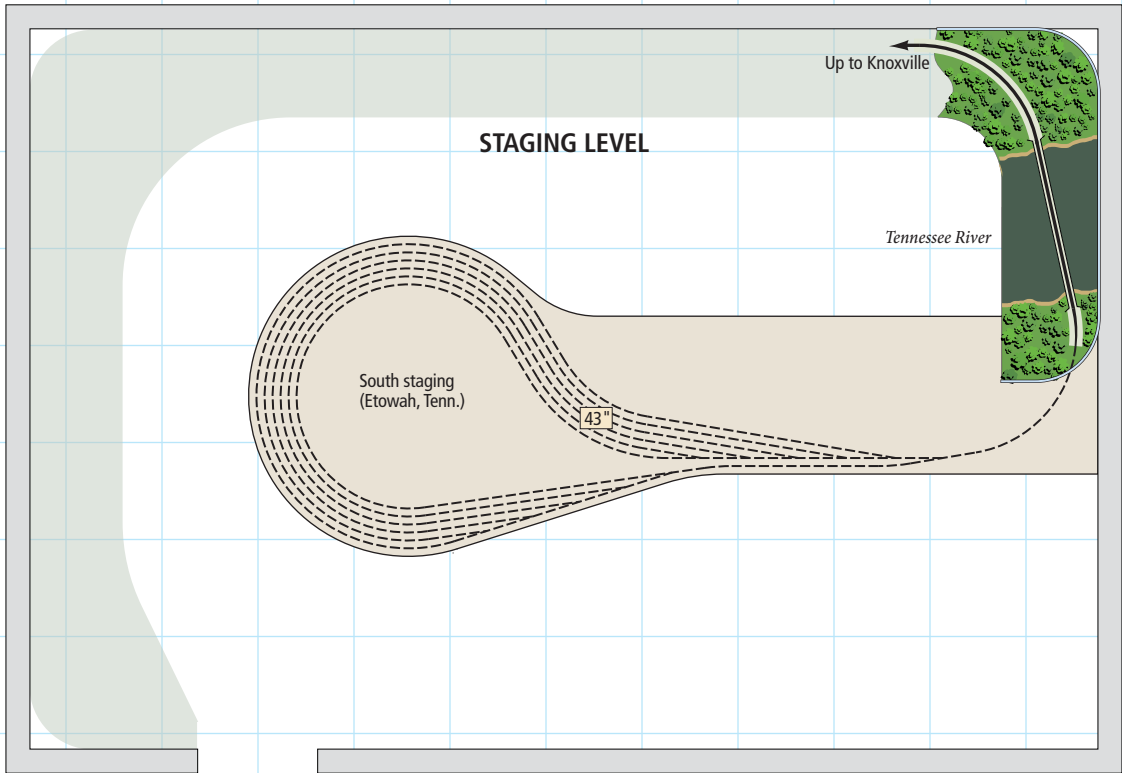 Up to Knoxville
STAGING LEVEL
Tennessee River
South staging
(Etowah, Tenn.)
43"